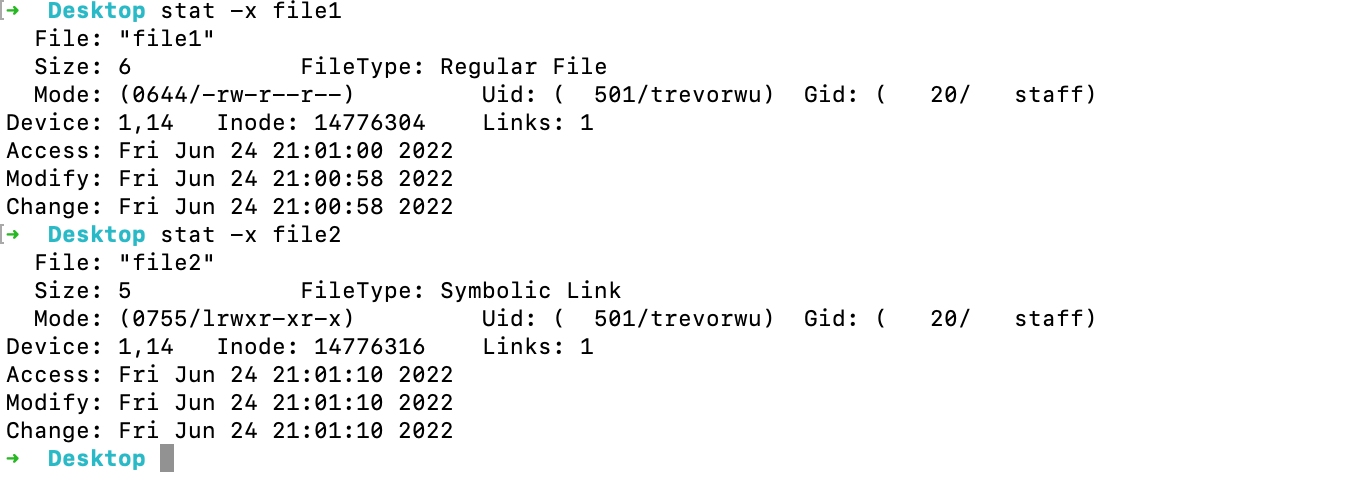 [→  Desktop stat -x file1
  File: "file1"
  Size: 6            FileType: Regular File
  Mode: (0644/-rw-r--r--)         Uid: (  501/trevorwu)  Gid: (   20/   staff)
Device: 1,14   Inode: 14776304    Links: 1
Access: Fri Jun 24 21:01:00 2022
Modify: Fri Jun 24 21:00:58 2022
Change: Fri Jun 24 21:00:58 2022
[→  Desktop stat -x file2
  File: "file2"
  Size: 5            FileType: Symbolic Link
  Mode: (0755/lrwxr-xr-x)         Uid: (  501/trevorwu)  Gid: (   20/   staff)
Device: 1,14   Inode: 14776316    Links: 1
Access: Fri Jun 24 21:01:10 2022
Modify: Fri Jun 24 21:01:10 2022
Change: Fri Jun 24 21:01:10 2022
→  Desktop